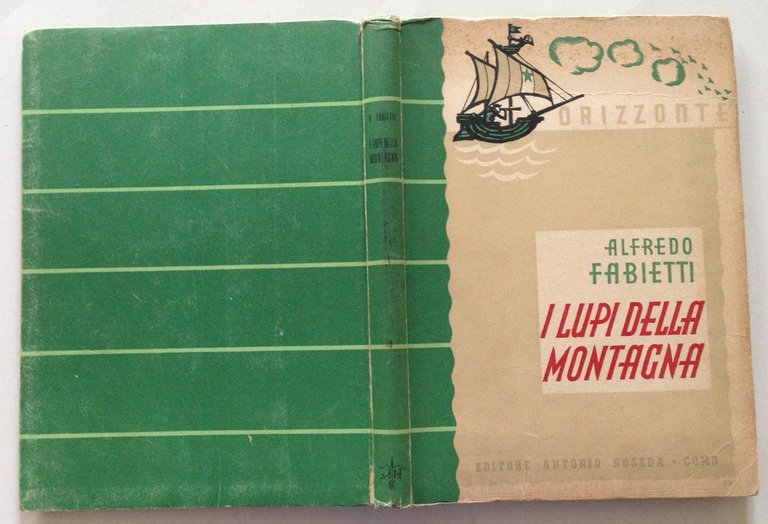 A. FABIETTI
I LUPI DELLA
MONTAGNA
ORIZZONTE
ALFREDO
FABIETTI
I LUPI DELLA
MONTAGNA
EDITORE ANTONIO NOSEDA • COMO